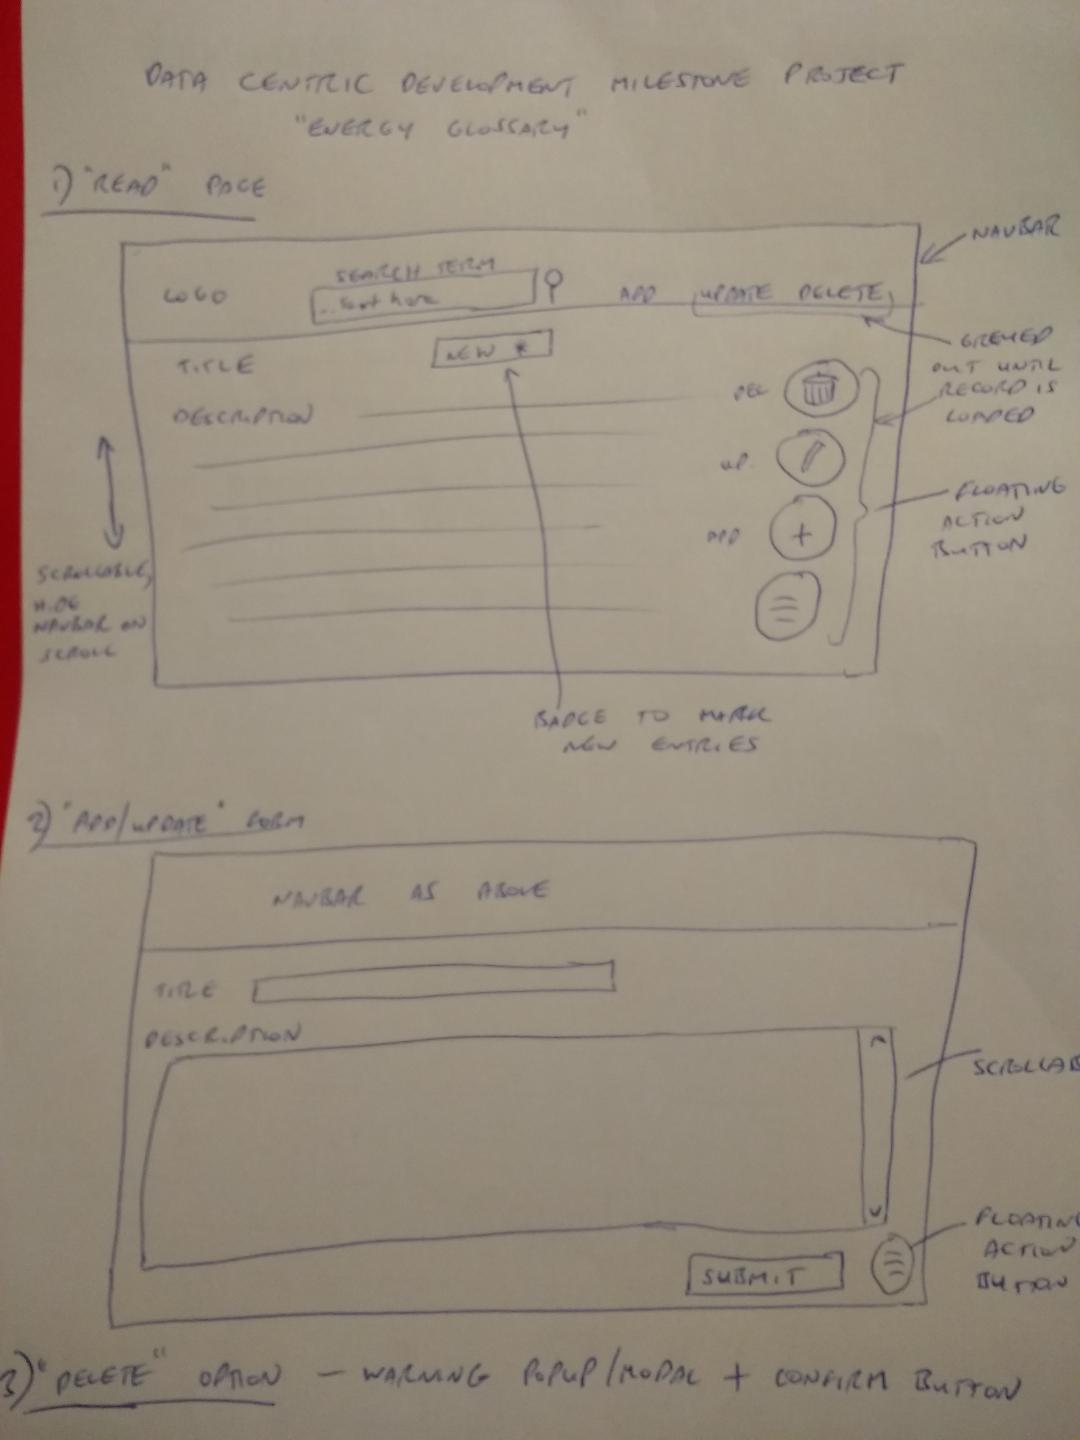 DATA CENTRIC DEVELOPMENT MILESTONE PROJECT
"ENERGY GLOSSARY"
1) "READ" PAGE
NAVBAR
SEARCH TERM
LOGO
...text here
ADD
UPDATE DELETE
TITLE
NEW *
GREYED
OUT UNTIL
RECORD IS
LOADED
DESCRIPTION
DEL
UP.
ADD
FLOATING
ACTION
BUTTON
SCROLLABLE,
HIDE
NAVBAR ON
SCROLL
BADGE TO MARK
NEW ENTRIES
2) "ADD/UPDATE" FORM
NAVBAR AS ABOVE
TITLE
DESCRIPTION
SCROLLAB
SUBMIT
FLOATIN
ACTION
BUTTON
3) "DELETE" OPTION – WARNING POPUP/MODAL + CONFIRM BUTTON